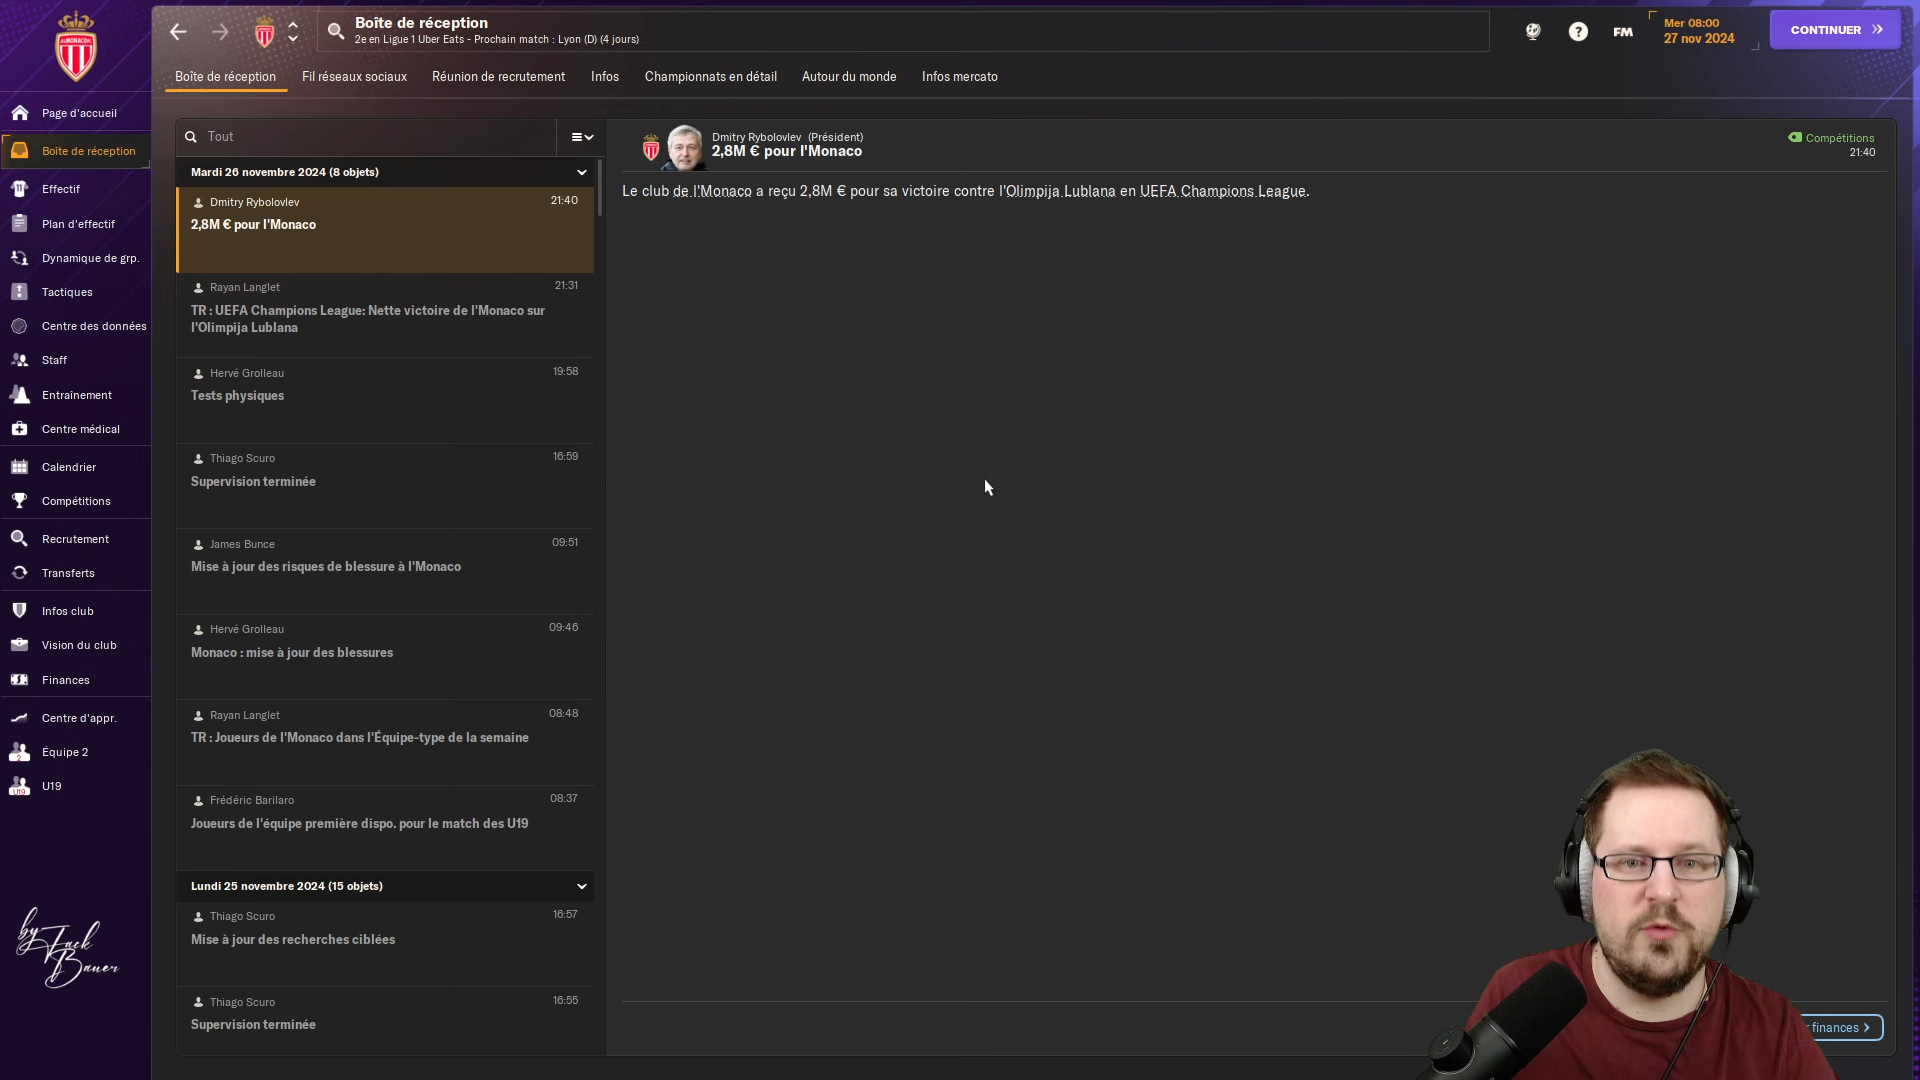 Boîte de réception
2e en Ligue 1 Uber Eats - Prochain match : Lyon (D) (4 jours)
FM
Mer 08:00
27 nov 2024
CONTINUER
Boîte de réception
Fil réseaux sociaux
Réunion de recrutement
Infos
Championnats en détail
Autour du monde
Infos mercato
Page d'accueil
Boîte de réception
Effectif
Plan d'effectif
Dynamique de grp.
Tactiques
Centre des données
Staff
Entraînement
Centre médical
Calendrier
Compétitions
Recrutement
Transferts
Infos club
Vision du club
Finances
Centre d'appr.
Équipe 2
U19
by Jack
Bauer
Tout
Mardi 26 novembre 2024 (8 objets)
Dmitry Rybolovlev 21:40
2,8M € pour l'Monaco
Rayan Langlet 21:31
TR : UEFA Champions League: Nette victoire de l'Monaco sur
l'Olimpija Lublana
Hervé Grolleau 19:58
Tests physiques
Thiago Scuro 16:59
Supervision terminée
James Bunce 09:51
Mise à jour des risques de blessure à l'Monaco
Hervé Grolleau 09:46
Monaco : mise à jour des blessures
Rayan Langlet 08:48
TR : Joueurs de l'Monaco dans l'Équipe-type de la semaine
Frédéric Barilaro 08:37
Joueurs de l'équipe première dispo. pour le match des U19
Lundi 25 novembre 2024 (15 objets)
Thiago Scuro 16:57
Mise à jour des recherches ciblées
Thiago Scuro 16:55
Supervision terminée
Dmitry Rybolovlev (Président)
2,8M € pour l'Monaco
Compétitions
21:40
Le club de l'Monaco a reçu 2,8M € pour sa victoire contre l'Olimpija Lublana en UEFA Champions League.
finances